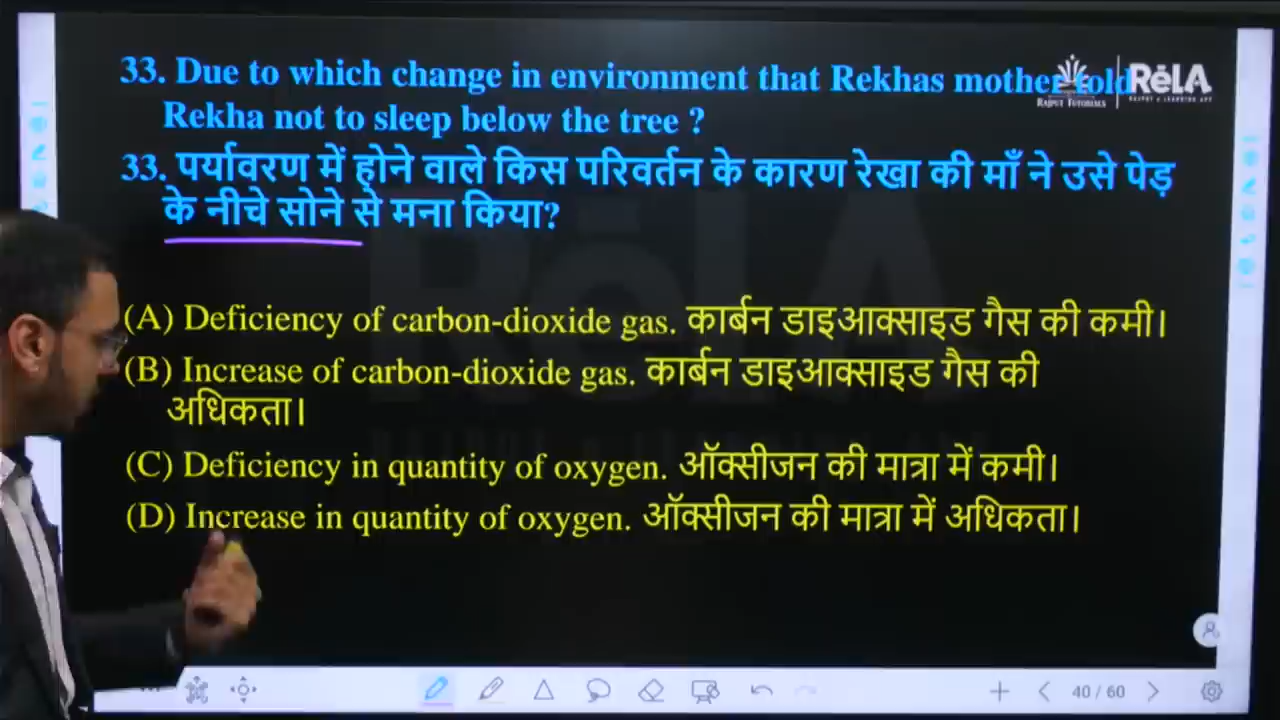 33. Due to which change in environment that Rekhas mother told
Rekha not to sleep below the tree ?
33. पर्यावरण में होने वाले किस परिवर्तन के कारण रेखा की माँ ने उसे पेड़
के नीचे सोने से मना किया?
(A) Deficiency of carbon-dioxide gas. कार्बन डाइआक्साइड गैस की कमी।
(B) Increase of carbon-dioxide gas. कार्बन डाइआक्साइड गैस की
अधिकता।
(C) Deficiency in quantity of oxygen. ऑक्सीजन की मात्रा में कमी।
(D) Increase in quantity of oxygen. ऑक्सीजन की मात्रा में अधिकता।
RAJPUT TUTORIALS
RėLA
40 / 60